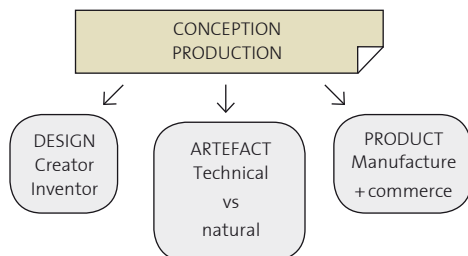 CONCEPTION
PRODUCTION
DESIGN
Creator
Inventor
ARTEFACT
Technical
vs
natural
PRODUCT
Manufacture
+ commerce